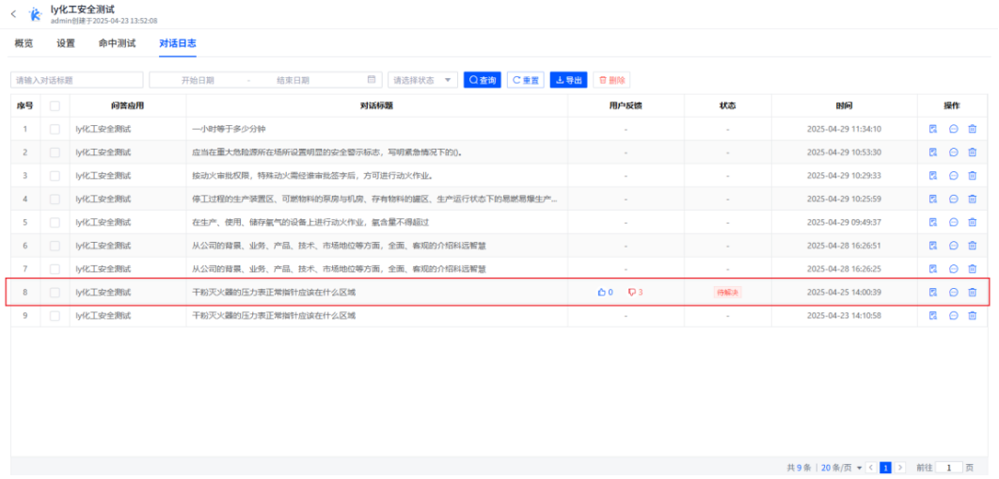 ly化工安全测试
admin创建于2025-04-23 13:52:08
概览 设置 命中测试 对话日志
请输入对话标题 开始日期 - 结束日期 请选择状态 查询 重置 导出 删除
序号 问答应用 对话标题 用户反馈 状态 时间 操作
1 ly化工安全测试 一小时等于多少分钟 - - 2025-04-29 11:34:10
2 ly化工安全测试 应当在重大危险源所在场所设置明显的安全警示标志，写明紧急情况下的()。 - - 2025-04-29 10:53:30
3 ly化工安全测试 按动火审批权限，特殊动火需经谁审批签字后，方可进行动火作业。 - - 2025-04-29 10:29:33
4 ly化工安全测试 停工过程的生产装置区、可燃物料的泵房与机房、存有物料的罐区、生产运行状态下的易燃易爆生产... - - 2025-04-29 10:25:59
5 ly化工安全测试 在生产、使用、储存氧气的设备上进行动火作业，氧含量不得超过 - - 2025-04-29 09:49:37
6 ly化工安全测试 从公司的背景、业务、产品、技术、市场地位等方面，全面、客观的介绍科远智慧 - - 2025-04-28 16:26:51
7 ly化工安全测试 从公司的背景、业务、产品、技术、市场地位等方面，全面、客观的介绍科远智慧 - - 2025-04-28 16:26:25
8 ly化工安全测试 干粉灭火器的压力表正常指针应该在什么区域 0 3 待解决 2025-04-25 14:00:39
9 ly化工安全测试 干粉灭火器的压力表正常指针应该在什么区域 - - 2025-04-23 14:10:58
共 9 条 20 条/页 < 1 > 前往 1 页